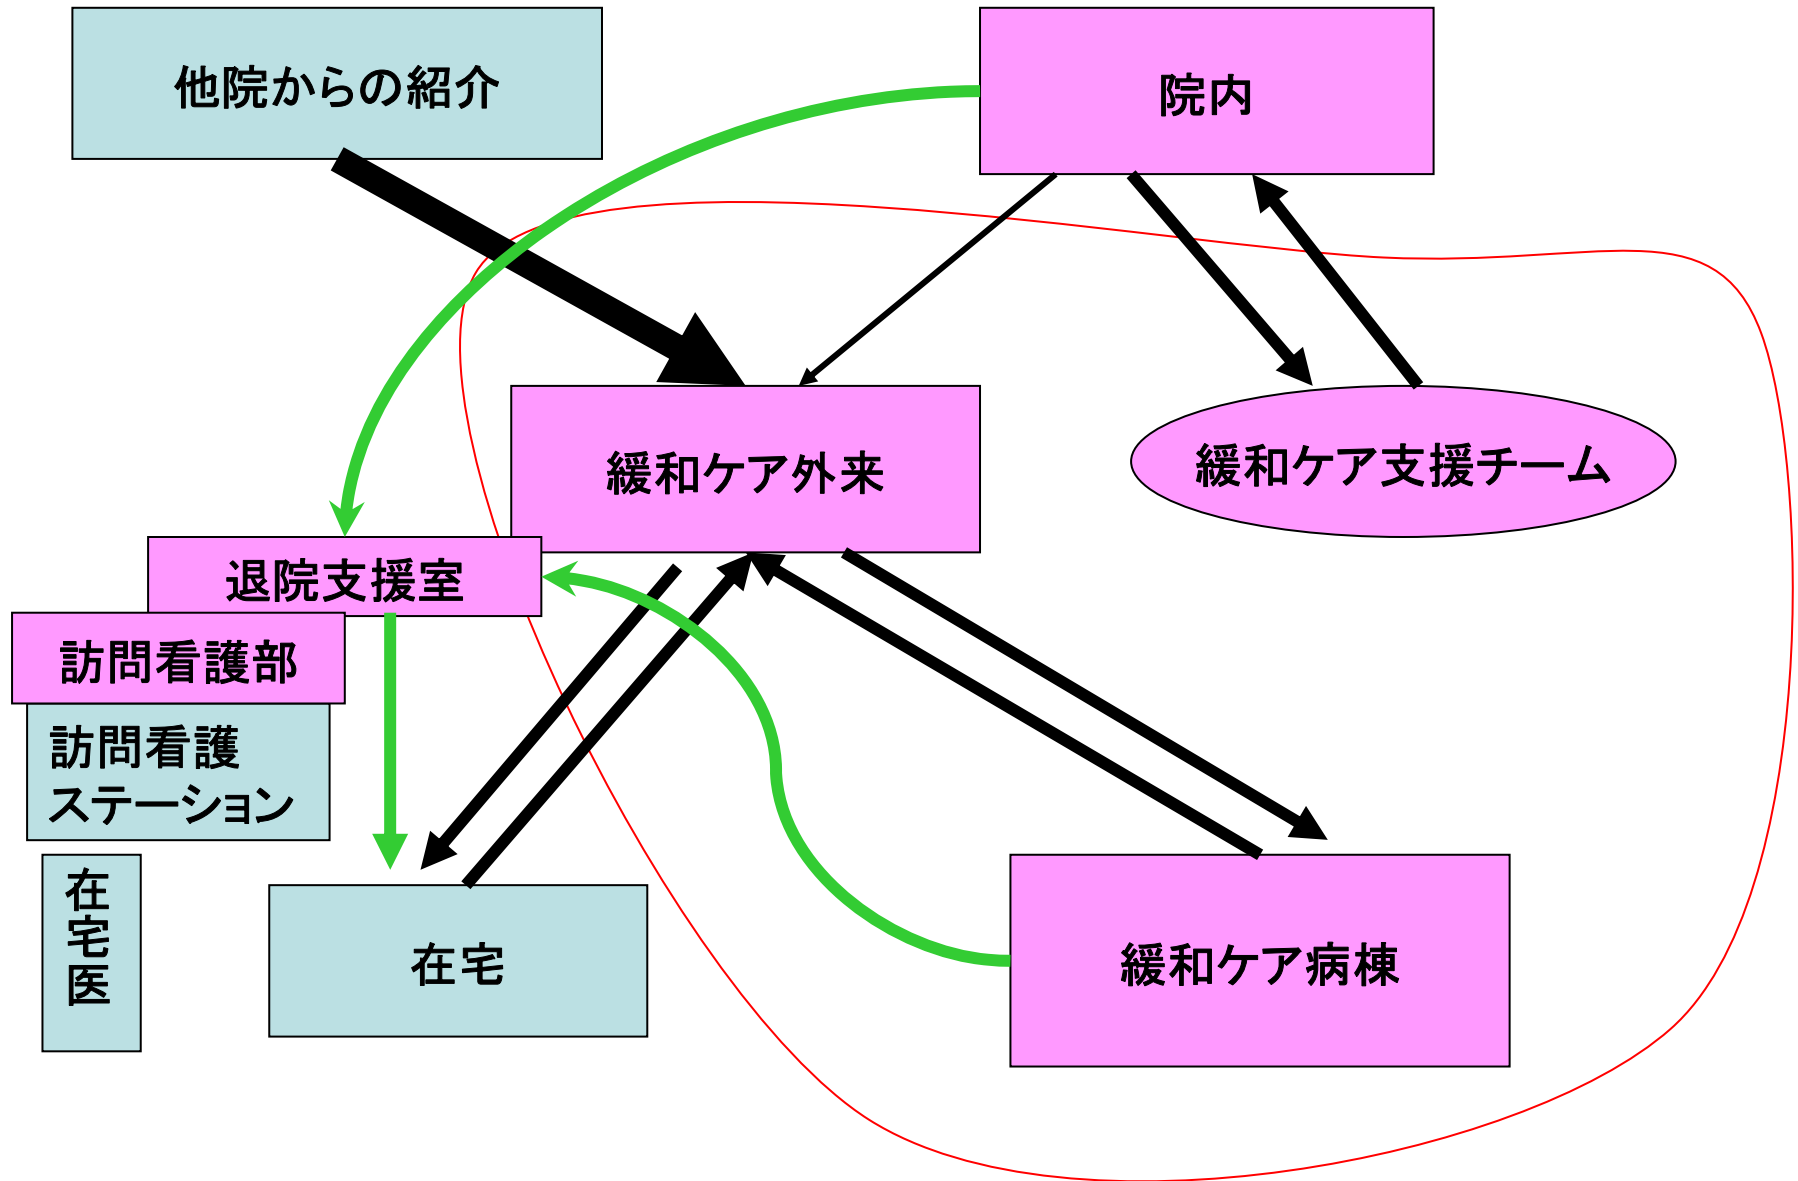 他院からの紹介
院内
緩和ケア外来
緩和ケア支援チーム
退院支援室
訪問看護部
訪問看護
ステーション
在宅医
在宅
緩和ケア病棟